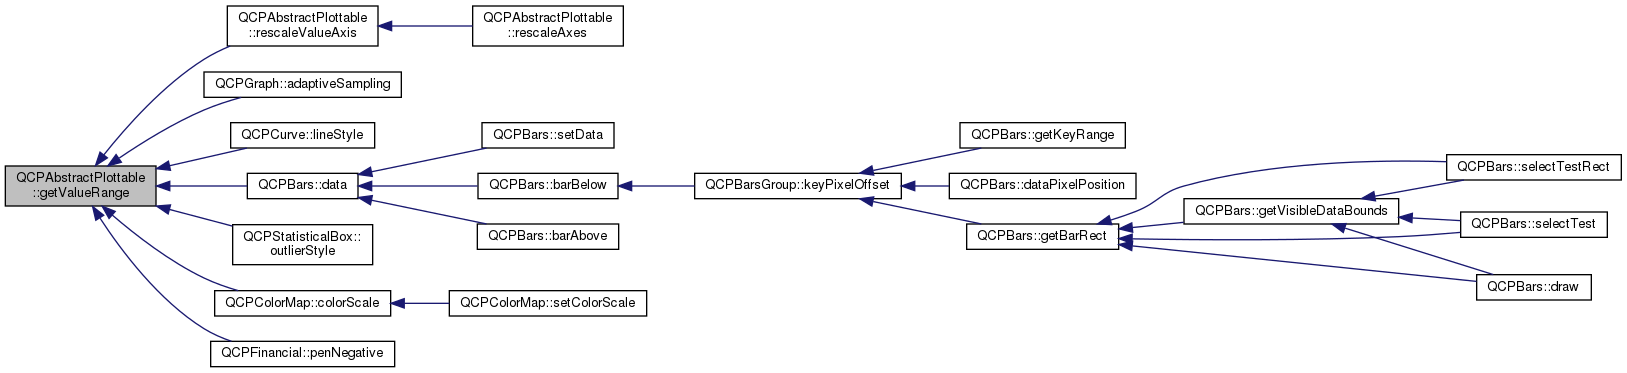 QCPAbstractPlottable
::getValueRange
QCPAbstractPlottable
::rescaleValueAxis
QCPAbstractPlottable
::rescaleAxes
QCPGraph::adaptiveSampling
QCPCurve::lineStyle
QCPBars::data
QCPBars::setData
QCPBars::barBelow
QCPBars::barAbove
QCPBarsGroup::keyPixelOffset
QCPBars::getKeyRange
QCPBars::dataPixelPosition
QCPBars::getBarRect
QCPBars::getVisibleDataBounds
QCPBars::selectTestRect
QCPBars::selectTest
QCPBars::draw
QCPStatisticalBox::
outlierStyle
QCPColorMap::colorScale
QCPColorMap::setColorScale
QCPFinancial::penNegative